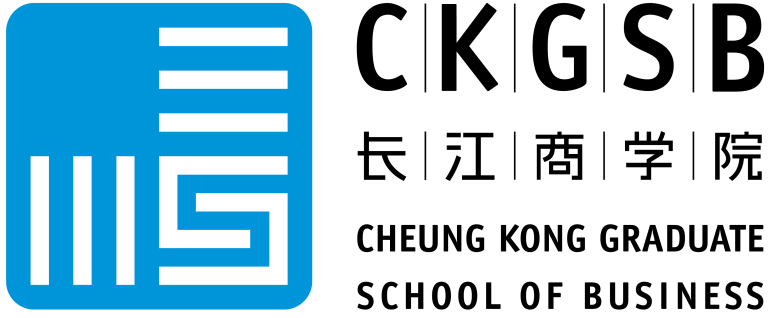 CKGSB
长江商学院
CHEUNG KONG GRADUATE
SCHOOL OF BUSINESS